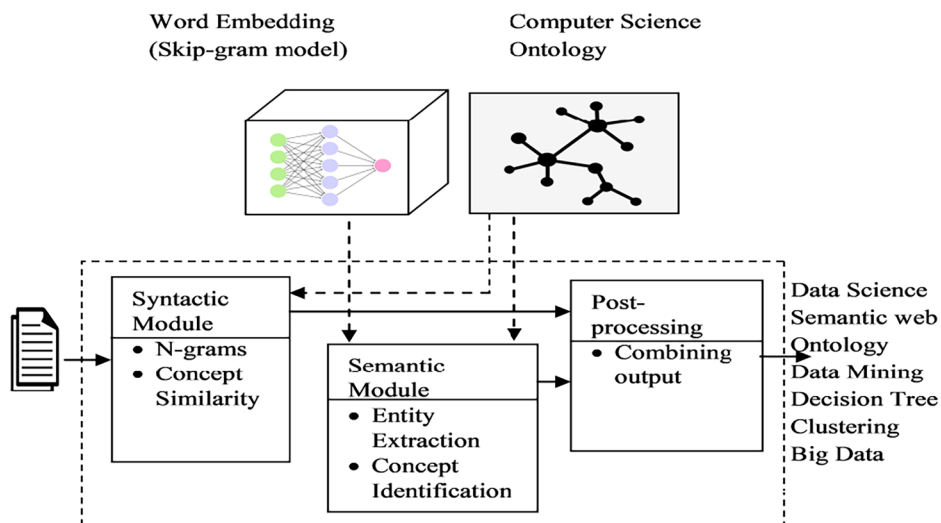 Word Embedding
(Skip-gram model)
Computer Science
Ontology
Syntactic
Module
• N-grams
• Concept
Similarity
Semantic
Module
• Entity
Extraction
• Concept
Identification
Post-
processing
• Combining
output
Data Science
Semantic web
Ontology
Data Mining
Decision Tree
Clustering
Big Data